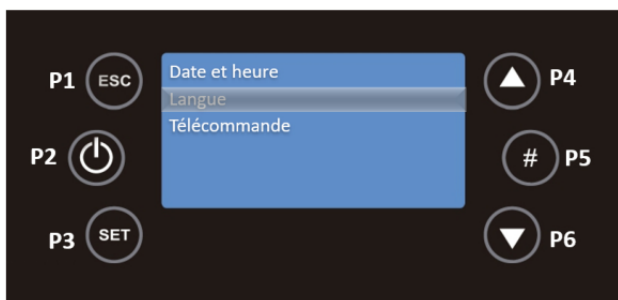 P1 ESC
P2
P3 SET
Date et heure
Langue
Télécommande
P4
# P5
P6